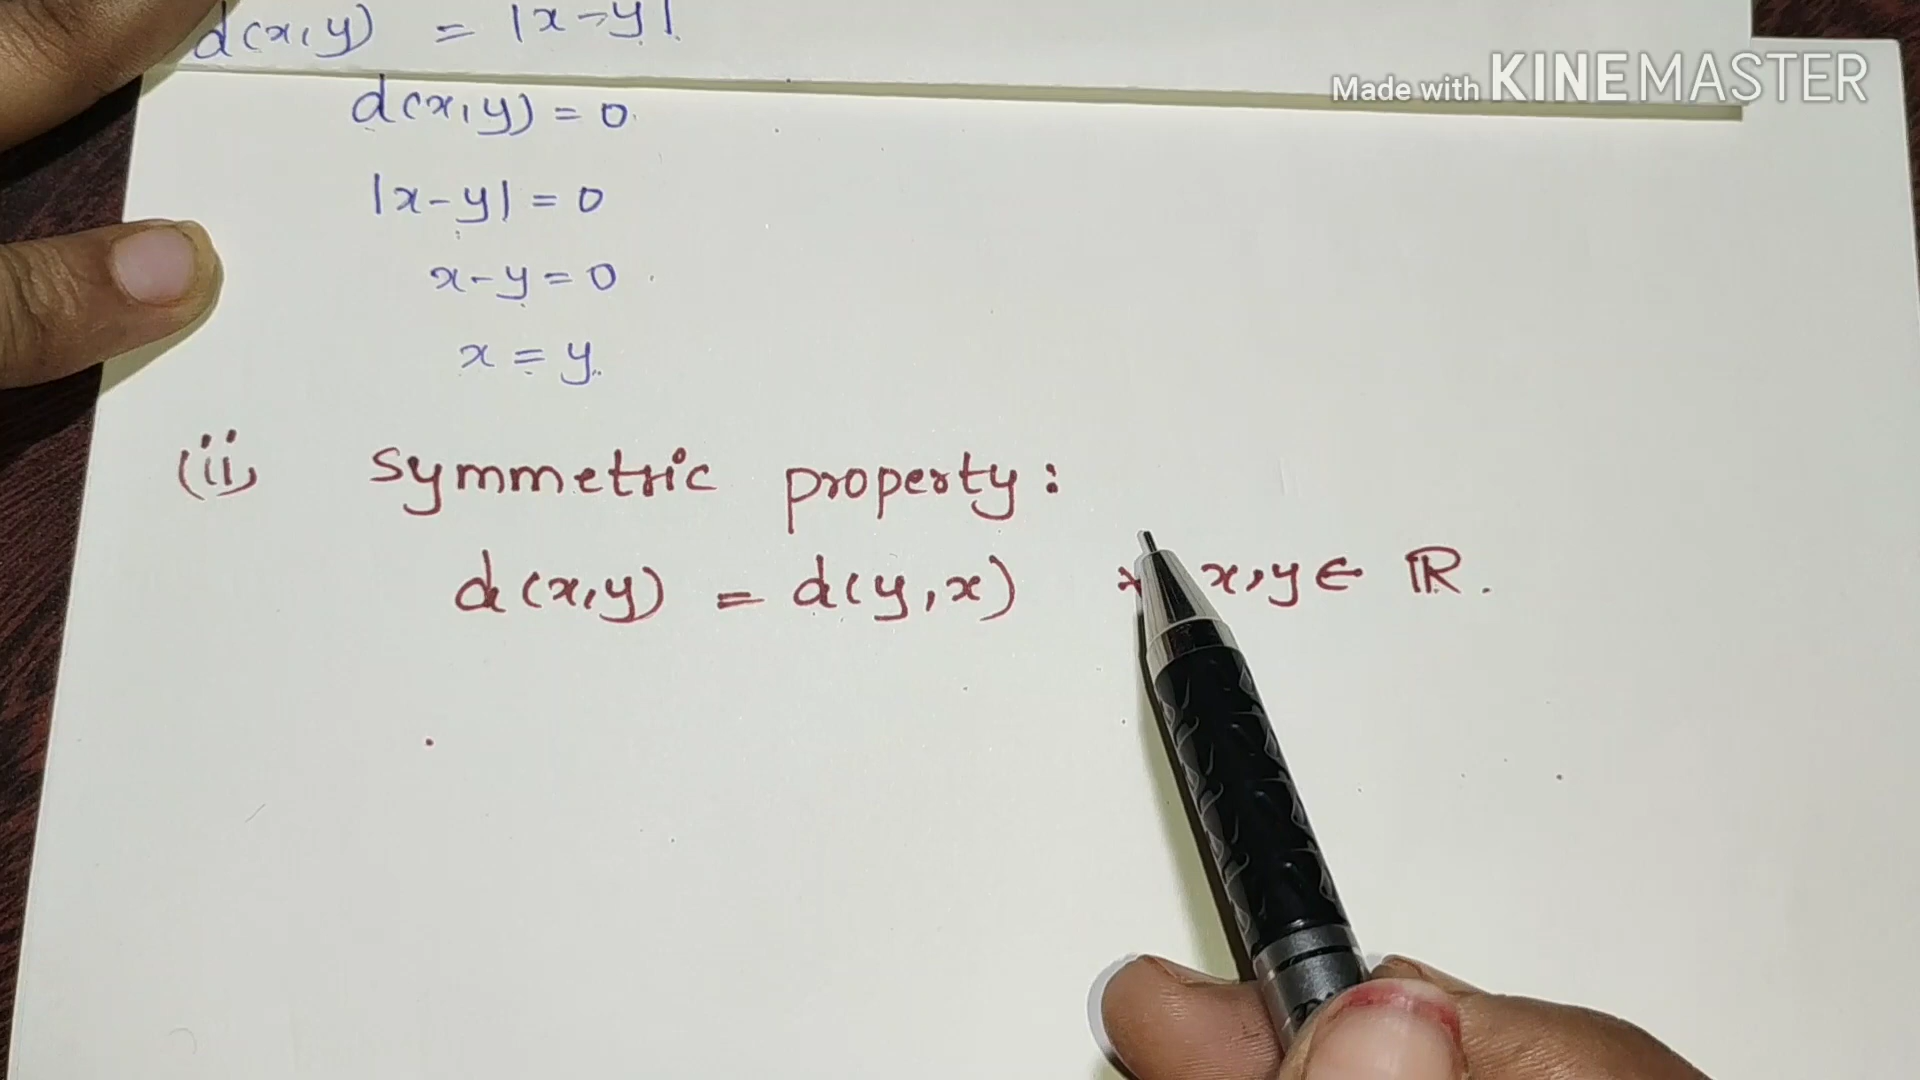 d(x,y) = |x-y|
Made with KINEMASTER
d(x,y) = 0
|x-y| = 0
x-y = 0
x = y
(ii) Symmetric property:
d(x,y) = d(y,x) x,y ∈ ℝ.